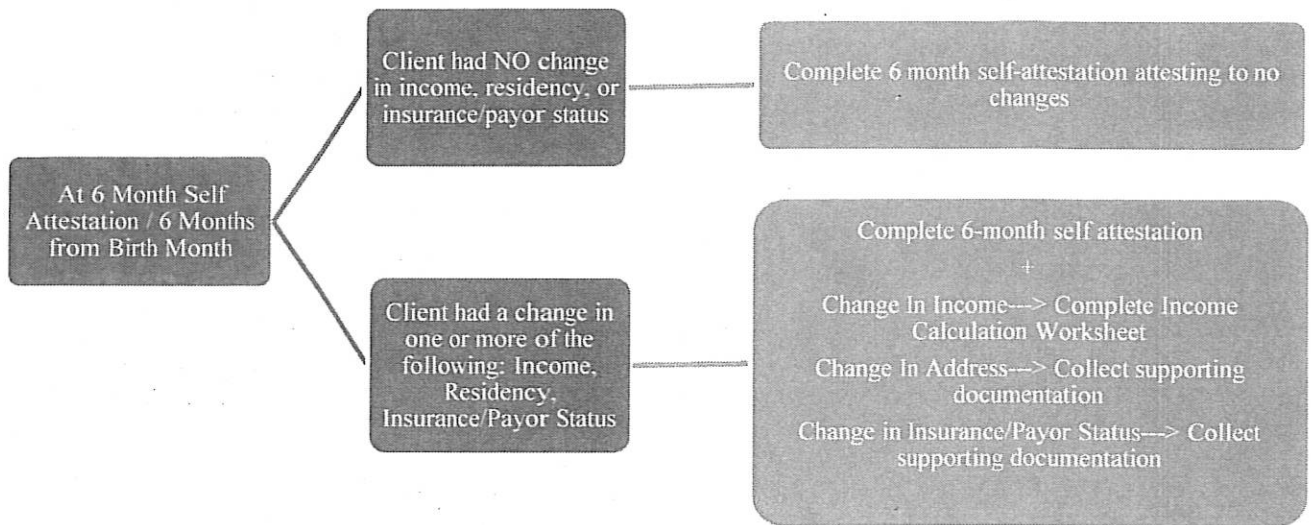 Client had NO change
in income, residency, or
insurance/payor status
Complete 6 month self-attestation attesting to no
changes
At 6 Month Self
Attestation / 6 Months
from Birth Month
Client had a change in
one or more of the
following: Income,
Residency,
Insurance/Payor Status
Complete 6-month self attestation
+
Change In Income---> Complete Income
Calculation Worksheet
Change In Address---> Collect supporting
documentation
Change in Insurance/Payor Status---> Collect
supporting documentation